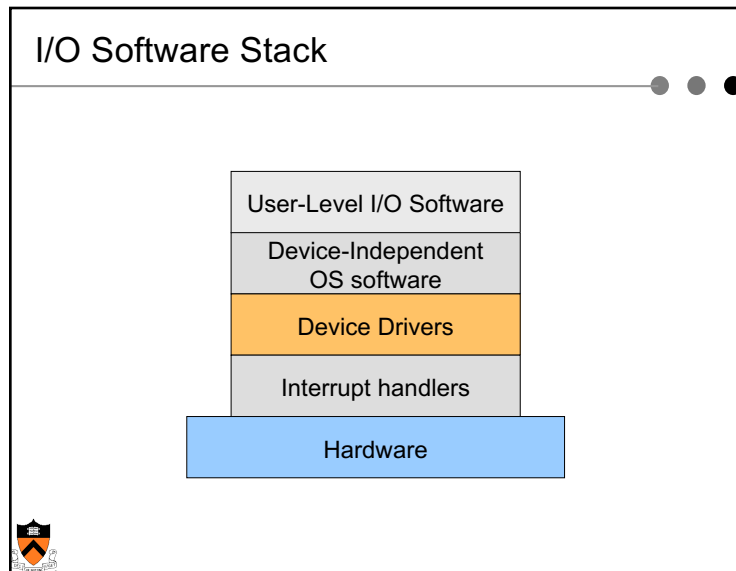 I/O Software Stack
User-Level I/O Software
Device-Independent
OS software
Device Drivers
Interrupt handlers
Hardware